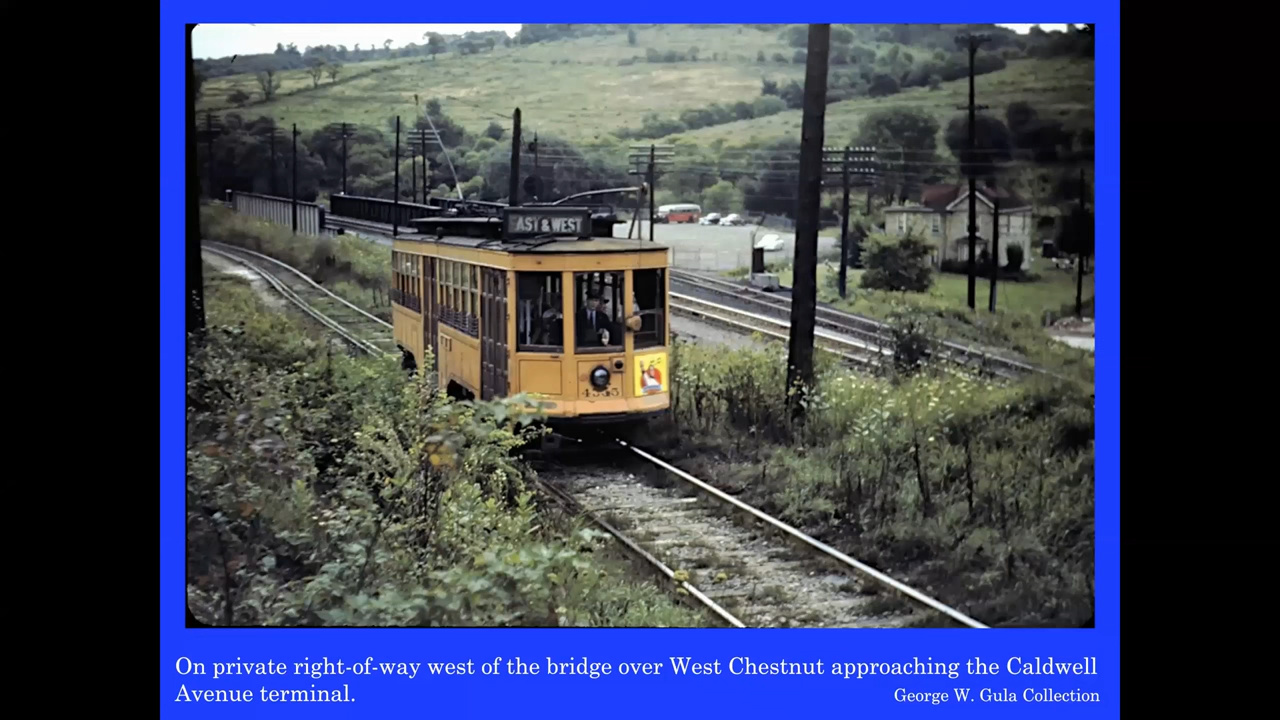 AST & WEST
On private right-of-way west of the bridge over West Chestnut approaching the Caldwell
Avenue terminal.
George W. Gula Collection